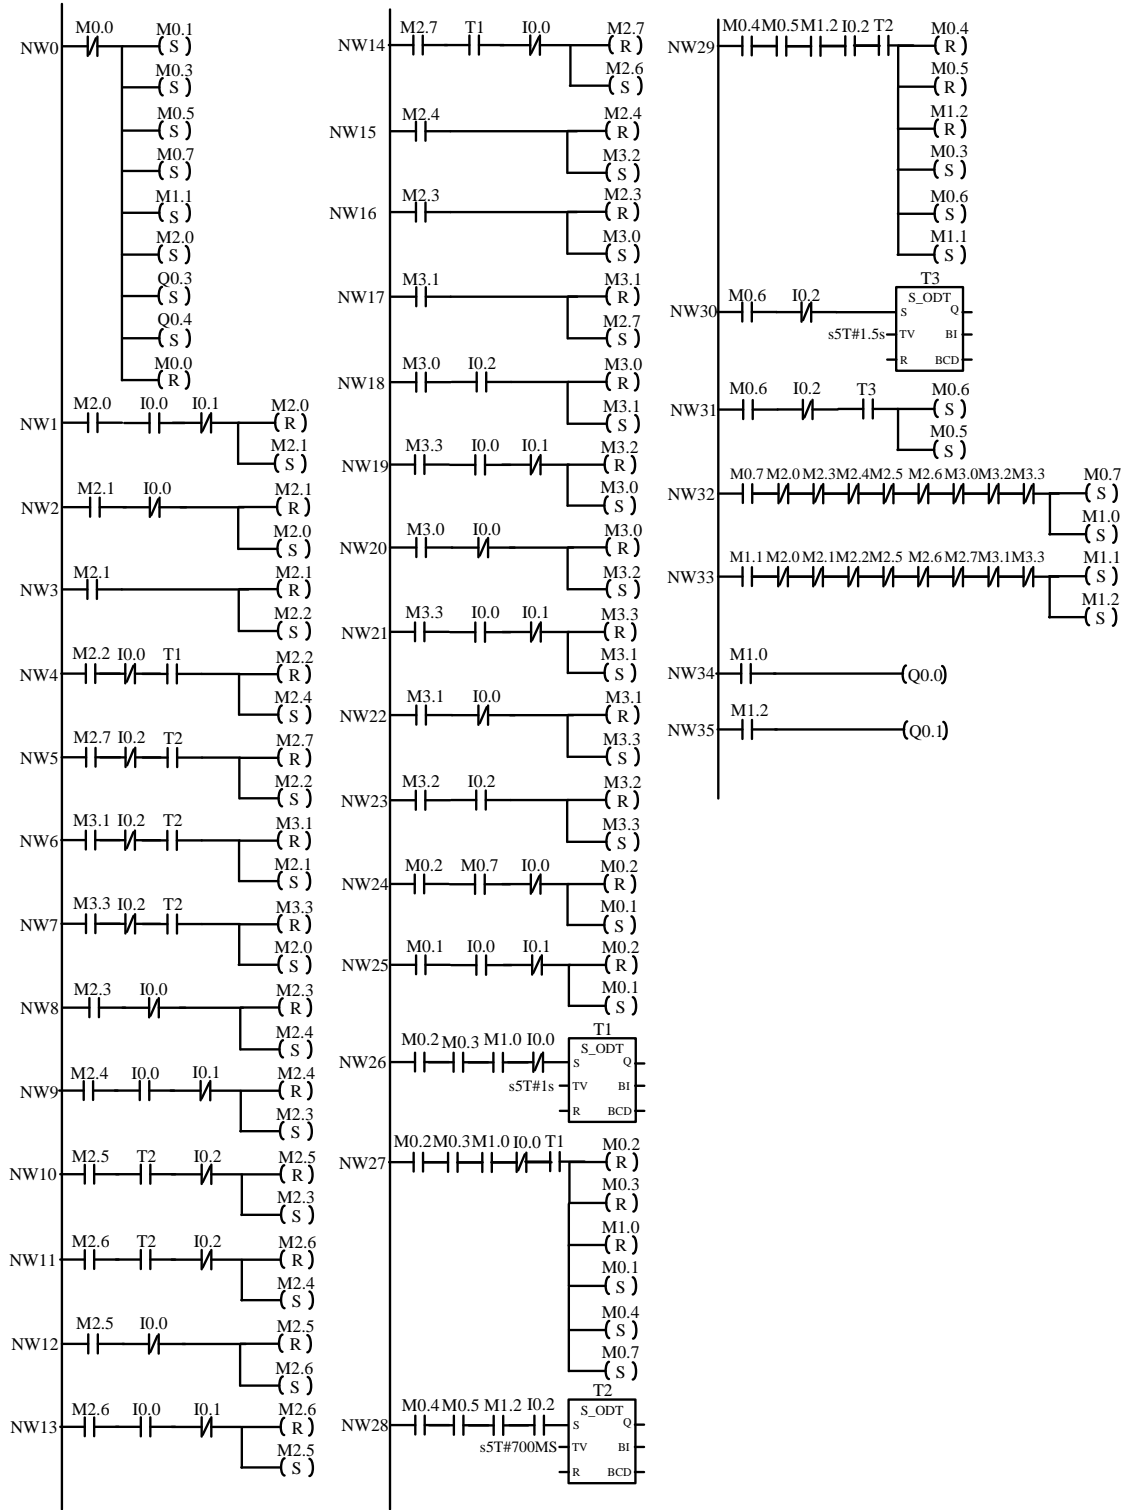 NW0 M0.0 M0.1
S
M0.3
S
M0.5
S
M0.7
S
M1.1
S
M2.0
S
Q0.3
S
Q0.4
S
M0.0
R
NW1 M2.0 I0.0 I0.1 M2.0
R
M2.1
S
NW2 M2.1 I0.0 M2.1
R
M2.0
S
NW3 M2.1 M2.1
R
M2.2
S
NW4 M2.2 I0.0 T1 M2.2
R
M2.4
S
NW5 M2.7 I0.2 T2 M2.7
R
M2.2
S
NW6 M3.1 I0.2 T2 M3.1
R
M2.1
S
NW7 M3.3 I0.2 T2 M3.3
R
M2.0
S
NW8 M2.3 I0.0 M2.3
R
M2.4
S
NW9 M2.4 I0.0 I0.1 M2.4
R
M2.3
S
NW10 M2.5 T2 I0.2 M2.5
R
M2.3
S
NW11 M2.6 T2 I0.2 M2.6
R
M2.4
S
NW12 M2.5 I0.0 M2.5
R
M2.6
S
NW13 M2.6 I0.0 I0.1 M2.6
R
M2.5
S
NW14 M2.7 T1 I0.0 M2.7
R
M2.6
S
NW15 M2.4 M2.4
R
M3.2
S
NW16 M2.3 M2.3
R
M3.0
S
NW17 M3.1 M3.1
R
M2.7
S
NW18 M3.0 I0.2 M3.0
R
M3.1
S
NW19 M3.3 I0.0 I0.1 M3.2
R
M3.0
S
NW20 M3.0 I0.0 M3.0
R
M3.2
S
NW21 M3.3 I0.0 I0.1 M3.3
R
M3.1
S
NW22 M3.1 I0.0 M3.1
R
M3.3
S
NW23 M3.2 I0.2 M3.2
R
M3.3
S
NW24 M0.2 M0.7 I0.0 M0.2
R
M0.1
S
NW25 M0.1 I0.0 I0.1 M0.2
R
M0.1
S
T1
NW26 M0.2 M0.3 M1.0 I0.0 S_ODT
S Q
s5T#1s TV BI
R BCD
NW27 M0.2 M0.3 M1.0 I0.0 T1 M0.2
R
M0.3
R
M1.0
R
M0.1
S
M0.4
S
M0.7
S
T2
NW28 M0.4 M0.5 M1.2 I0.2 S_ODT
S Q
s5T#700MS TV BI
R BCD
NW29 M0.4 M0.5 M1.2 I0.2 T2 M0.4
R
M0.5
R
M1.2
R
M0.3
S
M0.6
S
M1.1
S
T3
NW30 M0.6 I0.2 S_ODT
S Q
s5T#1.5s TV BI
R BCD
NW31 M0.6 I0.2 T3 M0.6
S
M0.5
S
NW32 M0.7 M2.0 M2.3 M2.4 M2.5 M2.6 M3.0 M3.2 M3.3 M0.7
S
M1.0
S
NW33 M1.1 M2.0 M2.1 M2.2 M2.5 M2.6 M2.7 M3.1 M3.3 M1.1
S
M1.2
S
NW34 M1.0 Q0.0
NW35 M1.2 Q0.1